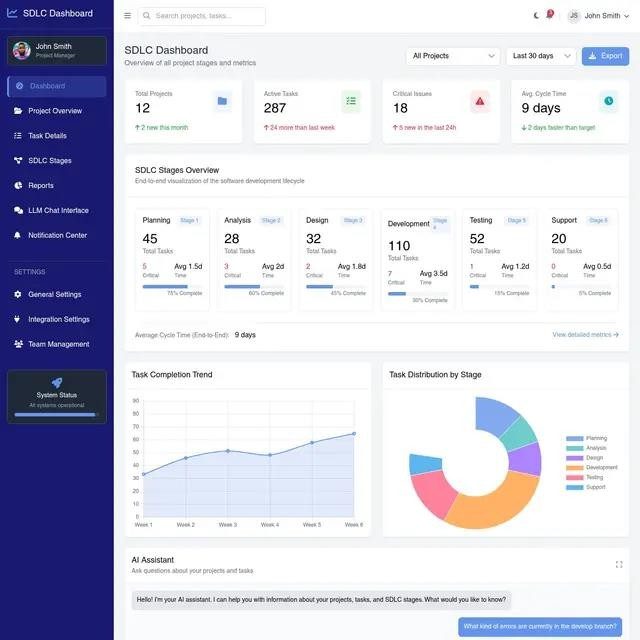 SDLC Dashboard
John Smith
Project Manager
Dashboard
Project Overview
Task Details
SDLC Stages
Reports
LLM Chat Interface
Notification Center
SETTINGS
General Settings
Integration Settings
Team Management
System Status
All systems operational
Search projects, tasks...
JS John Smith
SDLC Dashboard
Overview of all project stages and metrics
All Projects
Last 30 days
Export
Total Projects
12
2 new this month
Active Tasks
287
24 more than last week
Critical Issues
18
5 new in the last 24h
Avg. Cycle Time
9 days
2 days faster than target
SDLC Stages Overview
End-to-end visualization of the software development lifecycle
Planning Stage 1
45
Total Tasks
5 Avg 1.5d
Critical Time
75% Complete
Analysis Stage 2
28
Total Tasks
3 Avg 2d
Critical Time
60% Complete
Design Stage 3
32
Total Tasks
2 Avg 1.8d
Critical Time
45% Complete
Development Stage 4
110
Total Tasks
7 Avg 3.5d
Critical Time
30% Complete
Testing Stage 5
52
Total Tasks
1 Avg 1.2d
Critical Time
15% Complete
Support Stage 6
20
Total Tasks
0 Avg 0.5d
Critical Time
5% Complete
Average Cycle Time (End-to-End): 9 days
View detailed metrics
Task Completion Trend
90
80
70
60
50
40
30
20
10
0
Week 1 Week 2 Week 3 Week 4 Week 5 Week 6
Task Distribution by Stage
Planning
Analysis
Design
Development
Testing
Support
AI Assistant
Ask questions about your projects and tasks
Hello! I'm your AI assistant. I can help you with information about your projects, tasks, and SDLC stages. What would you like to know?
What kind of errors are currently in the develop branch?